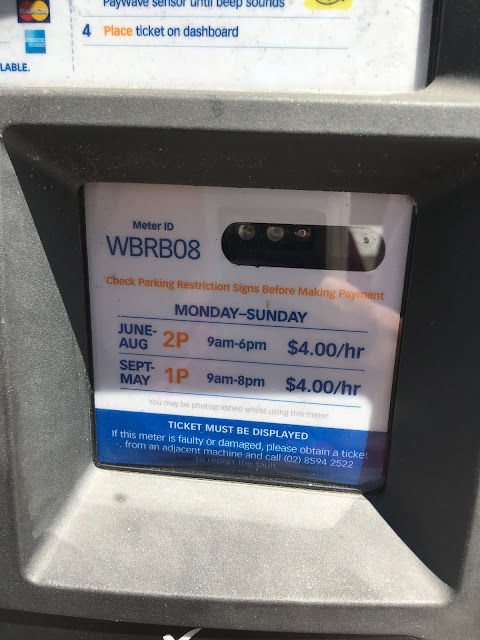 PayWave sensor until beep sounds
4 Place ticket on dashboard
LABLE.
Meter ID
WBRB08
Check Parking Restriction Signs Before Making Payment
MONDAY–SUNDAY
JUNE-
AUG 2P 9am-6pm $4.00/hr
SEPT-
MAY 1P 9am-8pm $4.00/hr
You may be photographed whilst using this meter.
TICKET MUST BE DISPLAYED
If this meter is faulty or damaged, please obtain a ticket
from an adjacent machine and call (02) 8594 2522
to report the fault.